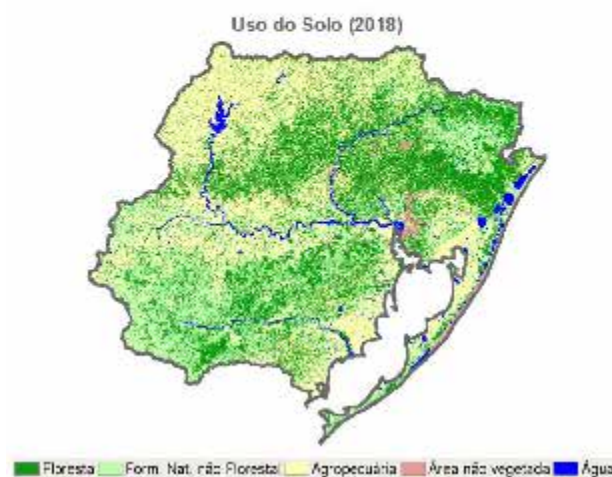 Uso do Solo (2018)
Floresta Form. Nat. não Florestal Agropecuária Área não vegetada Água